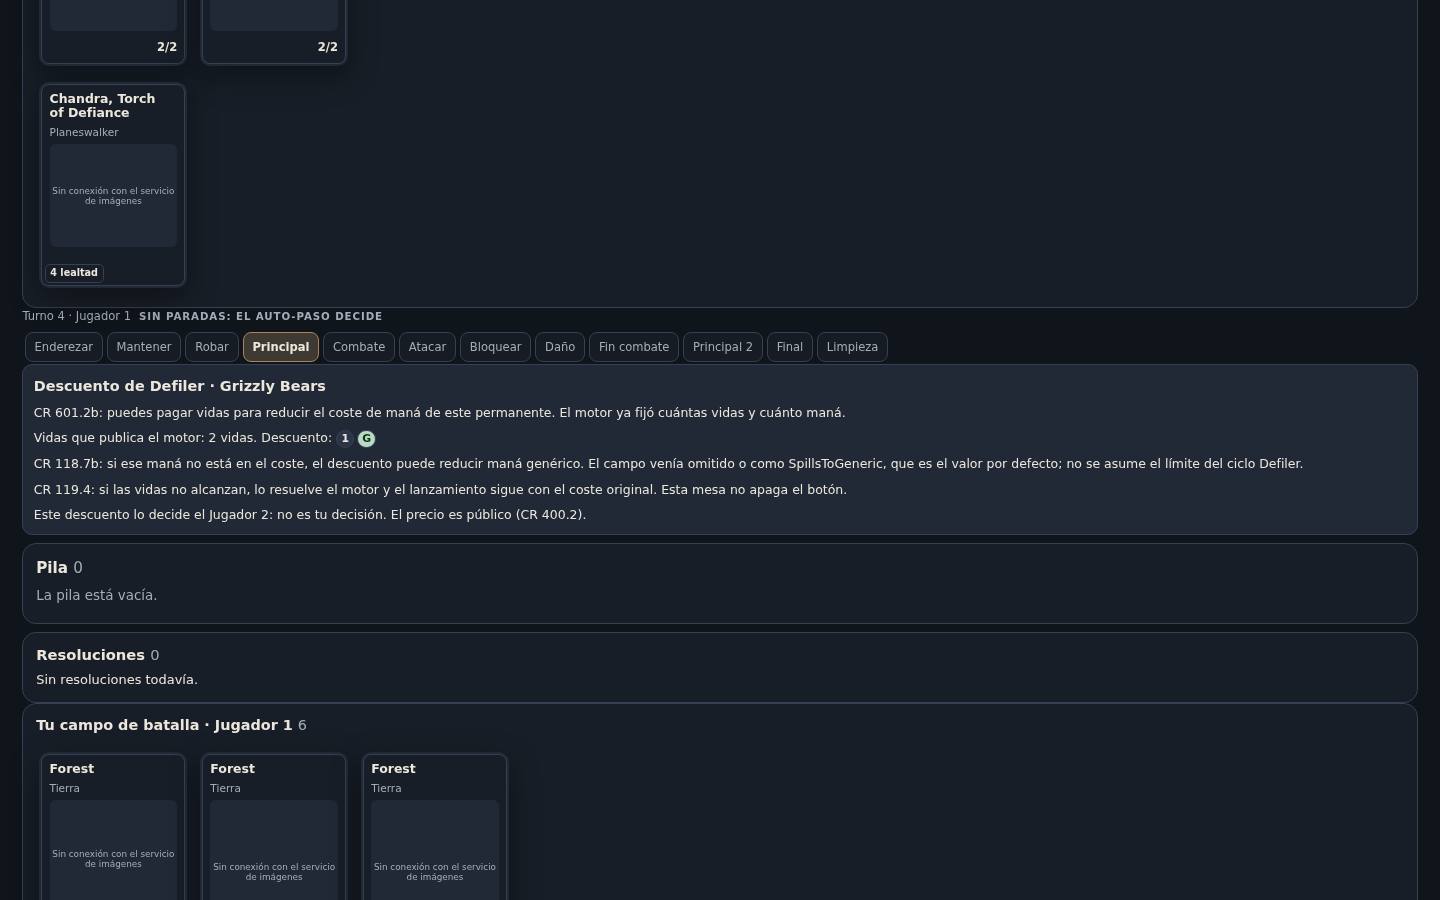 2/2
2/2
Chandra, Torch
of Defiance
Planeswalker
Sin conexión con el servicio
de imágenes
4 lealtad
Turno 4 · Jugador 1 SIN PARADAS: EL AUTO-PASO DECIDE
Enderezar Mantener Robar Principal Combate Atacar Bloquear Daño Fin combate Principal 2 Final Limpieza
Descuento de Defiler · Grizzly Bears
CR 601.2b: puedes pagar vidas para reducir el coste de maná de este permanente. El motor ya fijó cuántas vidas y cuánto maná.
Vidas que publica el motor: 2 vidas. Descuento: 1 G
CR 118.7b: si ese maná no está en el coste, el descuento puede reducir maná genérico. El campo venía omitido o como SpillsToGeneric, que es el valor por defecto; no se asume el límite del ciclo Defiler.
CR 119.4: si las vidas no alcanzan, lo resuelve el motor y el lanzamiento sigue con el coste original. Esta mesa no apaga el botón.
Este descuento lo decide el Jugador 2: no es tu decisión. El precio es público (CR 400.2).
Pila 0
La pila está vacía.
Resoluciones 0
Sin resoluciones todavía.
Tu campo de batalla · Jugador 1 6
Forest
Tierra
Sin conexión con el servicio
de imágenes
Forest
Tierra
Sin conexión con el servicio
de imágenes
Forest
Tierra
Sin conexión con el servicio
de imágenes